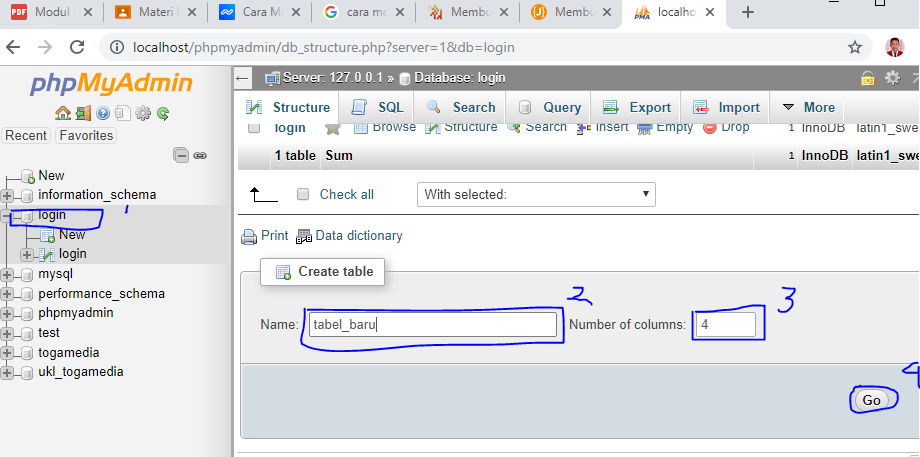 Modul
Materi
Cara M
cara me
Membu
Membu
localho
localhost/phpmyadmin/db_structure.php?server=1&db=login
phpMyAdmin
Recent Favorites
New
information_schema
login 1
New
login
mysql
performance_schema
phpmyadmin
test
togamedia
ukl_togamedia
Server: 127.0.0.1 » Database: login
Structure SQL Search Query Export Import More
login Browse Structure Search Insert Empty Drop 1 InnoDB latin1_swe
1 table Sum 1 InnoDB latin1_swe
Check all With selected:
Print Data dictionary
Create table
2 3
Name: tabel_baru Number of columns: 4
4
Go